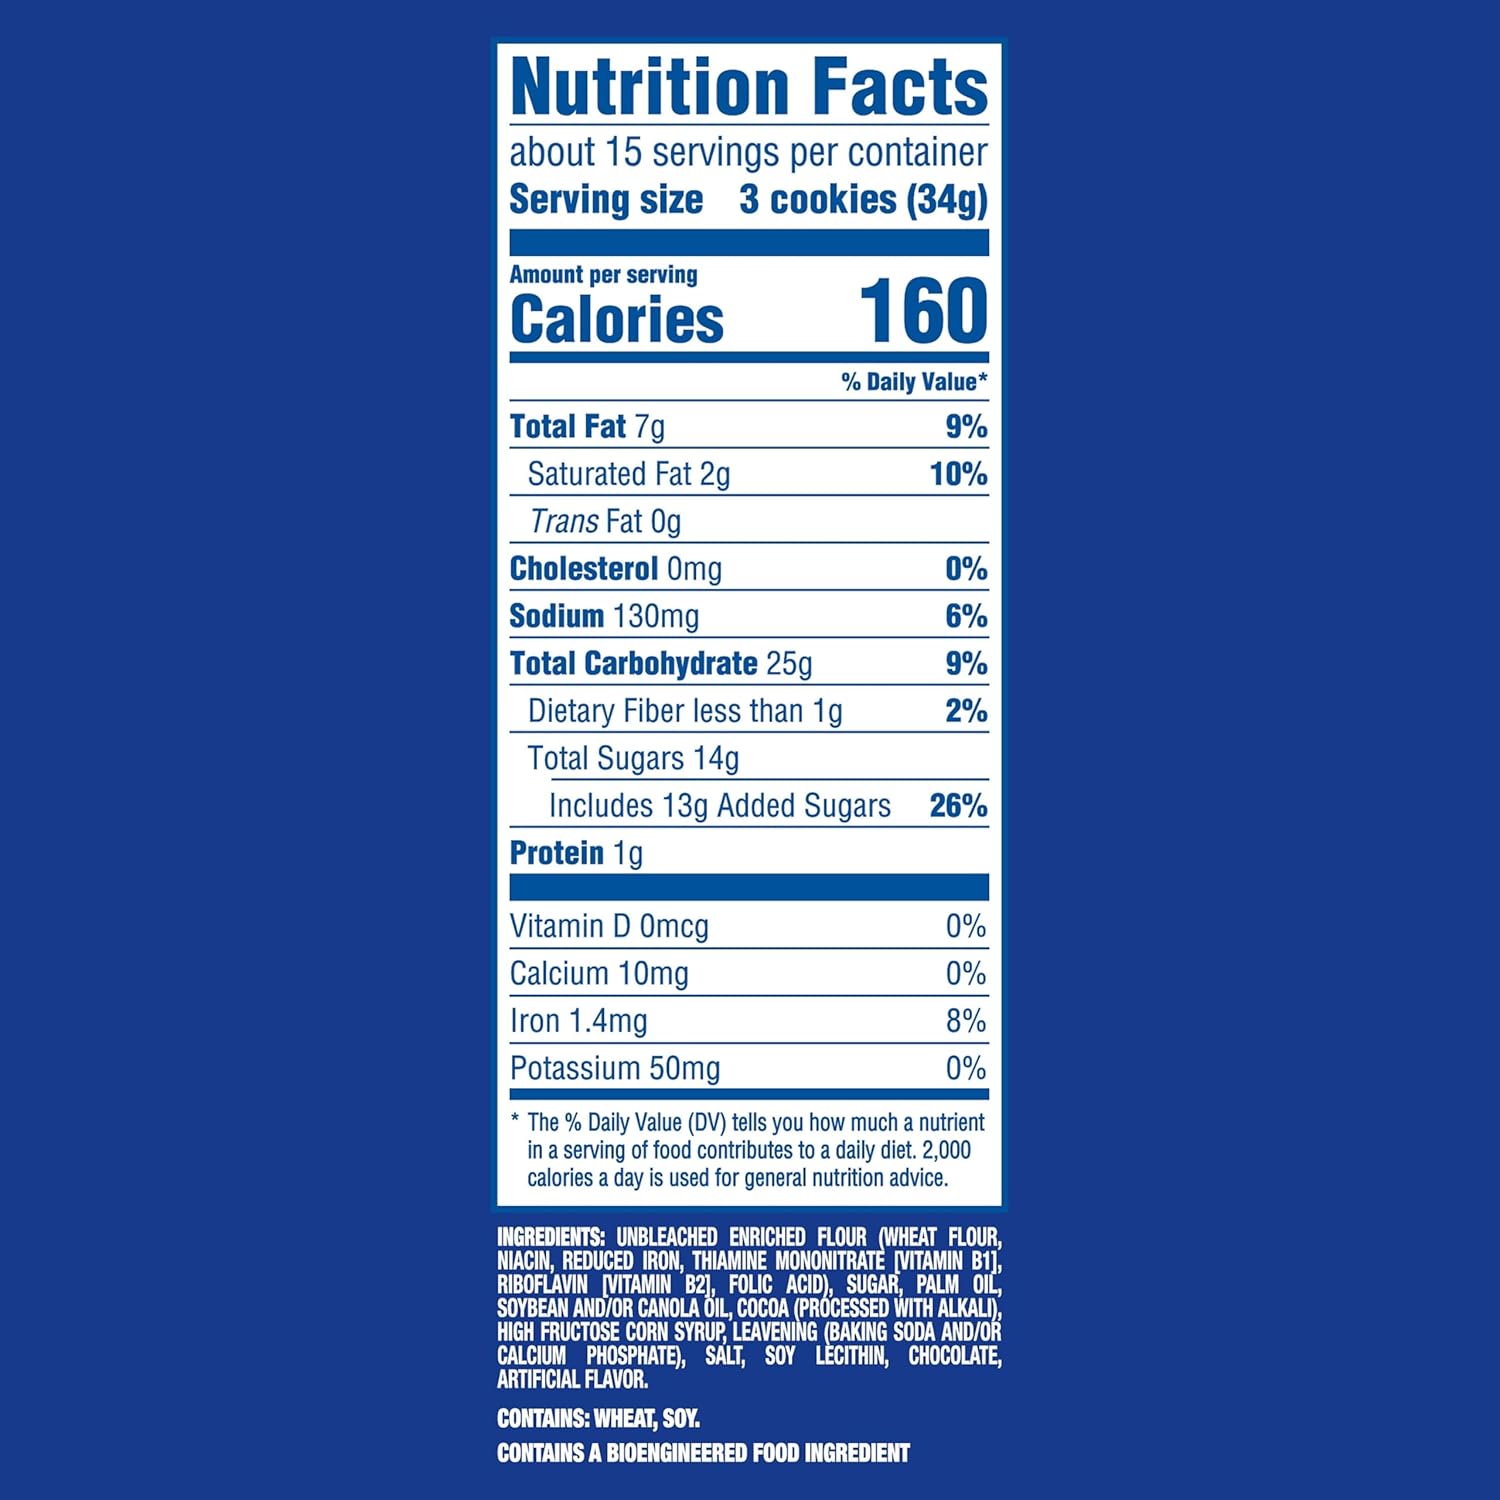 Nutrition Facts
about 15 servings per container
Serving size 3 cookies (34g)
Amount per serving
Calories 160
% Daily Value*
Total Fat 7g 9%
Saturated Fat 2g 10%
Trans Fat 0g
Cholesterol 0mg 0%
Sodium 130mg 6%
Total Carbohydrate 25g 9%
Dietary Fiber less than 1g 2%
Total Sugars 14g
Includes 13g Added Sugars 26%
Protein 1g
Vitamin D 0mcg 0%
Calcium 10mg 0%
Iron 1.4mg 8%
Potassium 50mg 0%
* The % Daily Value (DV) tells you how much a nutrient
in a serving of food contributes to a daily diet. 2,000
calories a day is used for general nutrition advice.
INGREDIENTS: UNBLEACHED ENRICHED FLOUR (WHEAT FLOUR,
NIACIN, REDUCED IRON, THIAMINE MONONITRATE [VITAMIN B1],
RIBOFLAVIN [VITAMIN B2], FOLIC ACID), SUGAR, PALM OIL,
SOYBEAN AND/OR CANOLA OIL, COCOA (PROCESSED WITH ALKALI),
HIGH FRUCTOSE CORN SYRUP, LEAVENING (BAKING SODA AND/OR
CALCIUM PHOSPHATE), SALT, SOY LECITHIN, CHOCOLATE,
ARTIFICIAL FLAVOR.
CONTAINS: WHEAT, SOY.
CONTAINS A BIOENGINEERED FOOD INGREDIENT